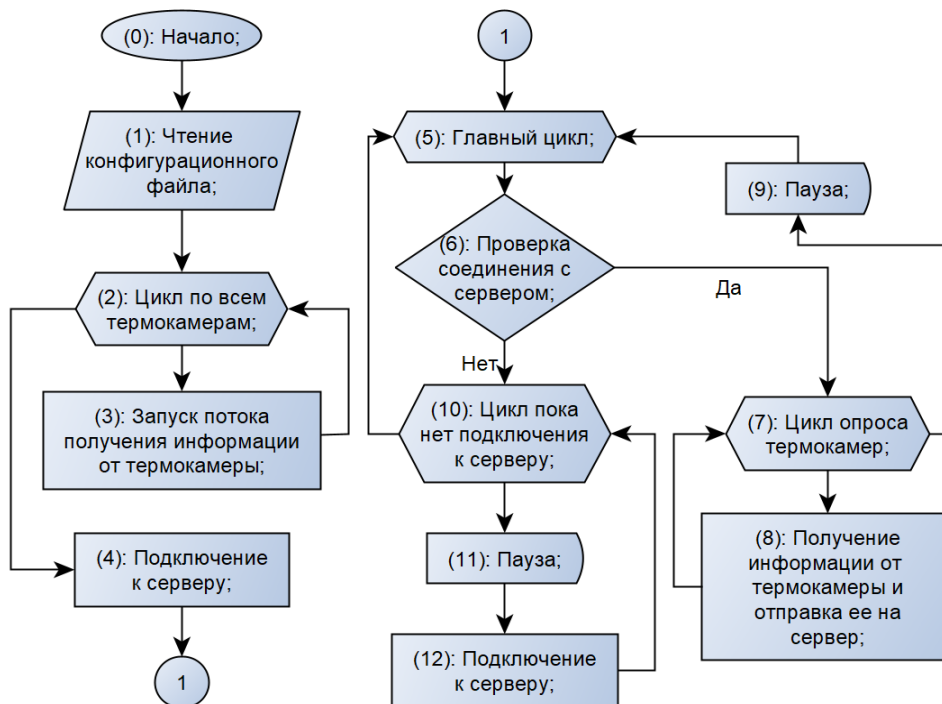 (0): Начало;
(1): Чтение
конфигурационного
файла;
(2): Цикл по всем
термокамерам;
(3): Запуск потока
получения информации
от термокамеры;
(4): Подключение
к серверу;
1
1
(5): Главный цикл;
(6): Проверка
соединения с
сервером;
Да
Нет
(9): Пауза;
(10): Цикл пока
нет подключения
к серверу;
(11): Пауза;
(12): Подключение
к серверу;
(7): Цикл опроса
термокамер;
(8): Получение
информации от
термокамеры и
отправка ее на
сервер;